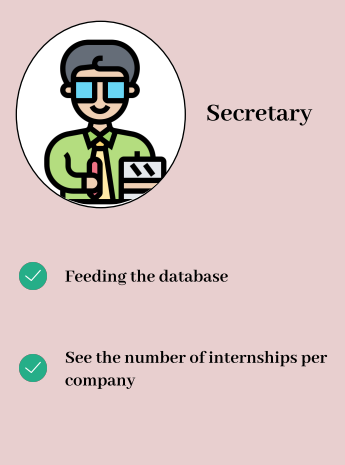 Secretary
Feeding the database
See the number of internships per
company